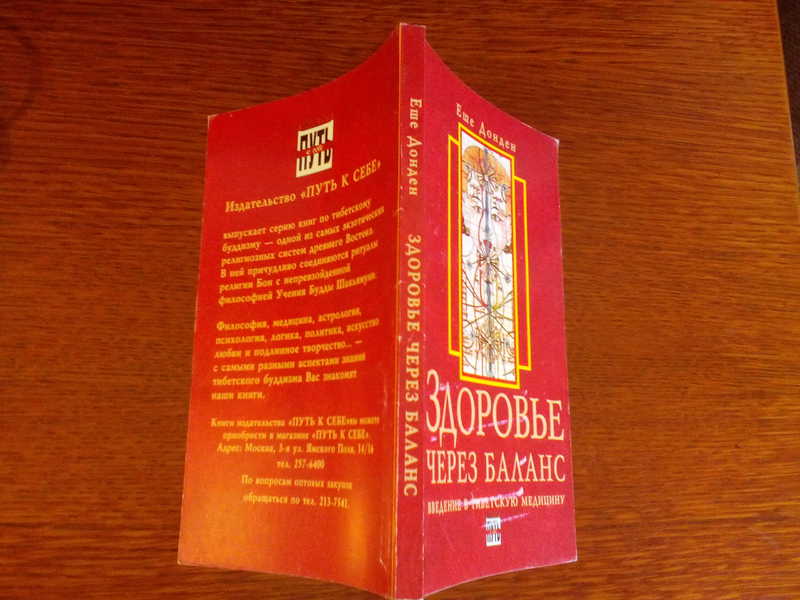 ПУТЬ
К СЕБЕ
Издательство «ПУТЬ К СЕБЕ»
выпускает серию книг по тибетскому
буддизму — одной из самых экзотических
религиозных систем древнего Востока.
В ней причудливо соединяются ритуалы
религии Бон с непревзойденной
философией Учения Будды Шакьямуни.
Философия, медицина, астрология,
психология, логика, политика, искусство
любви и подлинное творчество... —
с самыми разными аспектами знания
тибетского буддизма Вас знакомят
наши книги.
Книги издательства «ПУТЬ К СЕБЕ» вы можете
приобрести в магазине «ПУТЬ К СЕБЕ».
Адрес: Москва, 3-я ул. Ямского Поля, 14/16
тел. 257-6400
По вопросам оптовых закупок
обращаться по тел. 213-7541.
Еше Донден ЗДОРОВЬЕ ЧЕРЕЗ БАЛАНС
Еше Донден
ЗДОРОВЬЕ
ЧЕРЕЗ БАЛАНС
ВВЕДЕНИЕ В ТИБЕТСКУЮ МЕДИЦИНУ
ПУТЬ